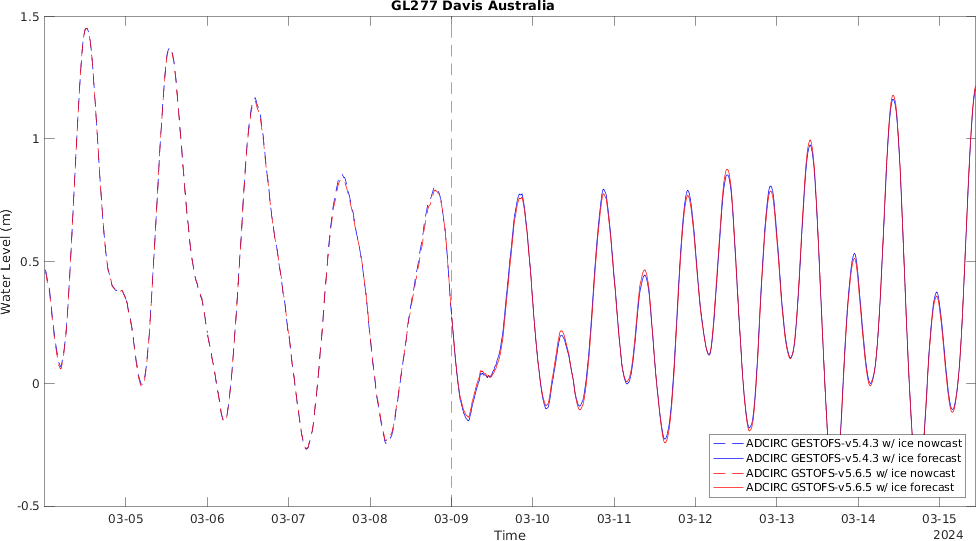 GL277 Davis Australia
1.5
1
0.5
0
-0.5
Water Level (m)
03-05 03-06 03-07 03-08 03-09 03-10 03-11 03-12 03-13 03-14 03-15
Time
2024
ADCIRC GESTOFS-v5.4.3 w/ ice nowcast
ADCIRC GESTOFS-v5.4.3 w/ ice forecast
ADCIRC GSTOFS-v5.6.5 w/ ice nowcast
ADCIRC GSTOFS-v5.6.5 w/ ice forecast